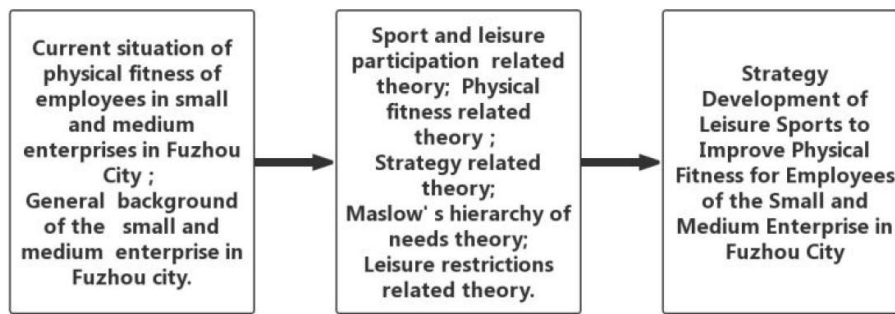 Current situation of
physical fitness of
employees in small
and medium
enterprises in Fuzhou
City ;
General background
of the small and
medium enterprise in
Fuzhou city.
Sport and leisure
participation related
theory; Physical
fitness related
theory ;
Strategy related
theory;
Maslow' s hierarchy of
needs theory;
Leisure restrictions
related theory.
Strategy
Development of
Leisure Sports to
Improve Physical
Fitness for Employees
of the Small and
Medium Enterprise in
Fuzhou City